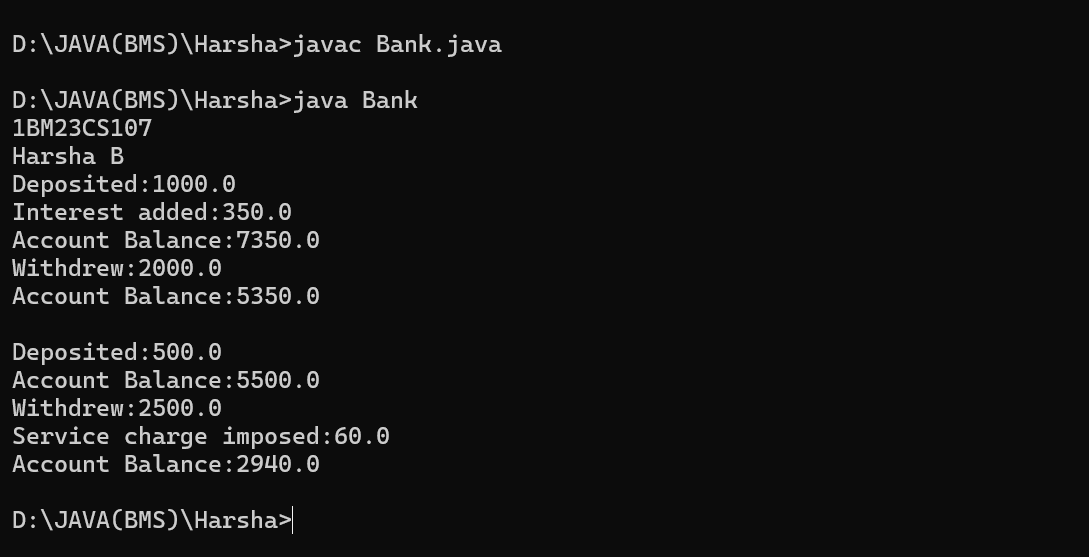 D:\JAVA(BMS)\Harsha>javac Bank.java
D:\JAVA(BMS)\Harsha>java Bank
1BM23CS107
Harsha B
Deposited:1000.0
Interest added:350.0
Account Balance:7350.0
Withdrew:2000.0
Account Balance:5350.0
Deposited:500.0
Account Balance:5500.0
Withdrew:2500.0
Service charge imposed:60.0
Account Balance:2940.0
D:\JAVA(BMS)\Harsha>